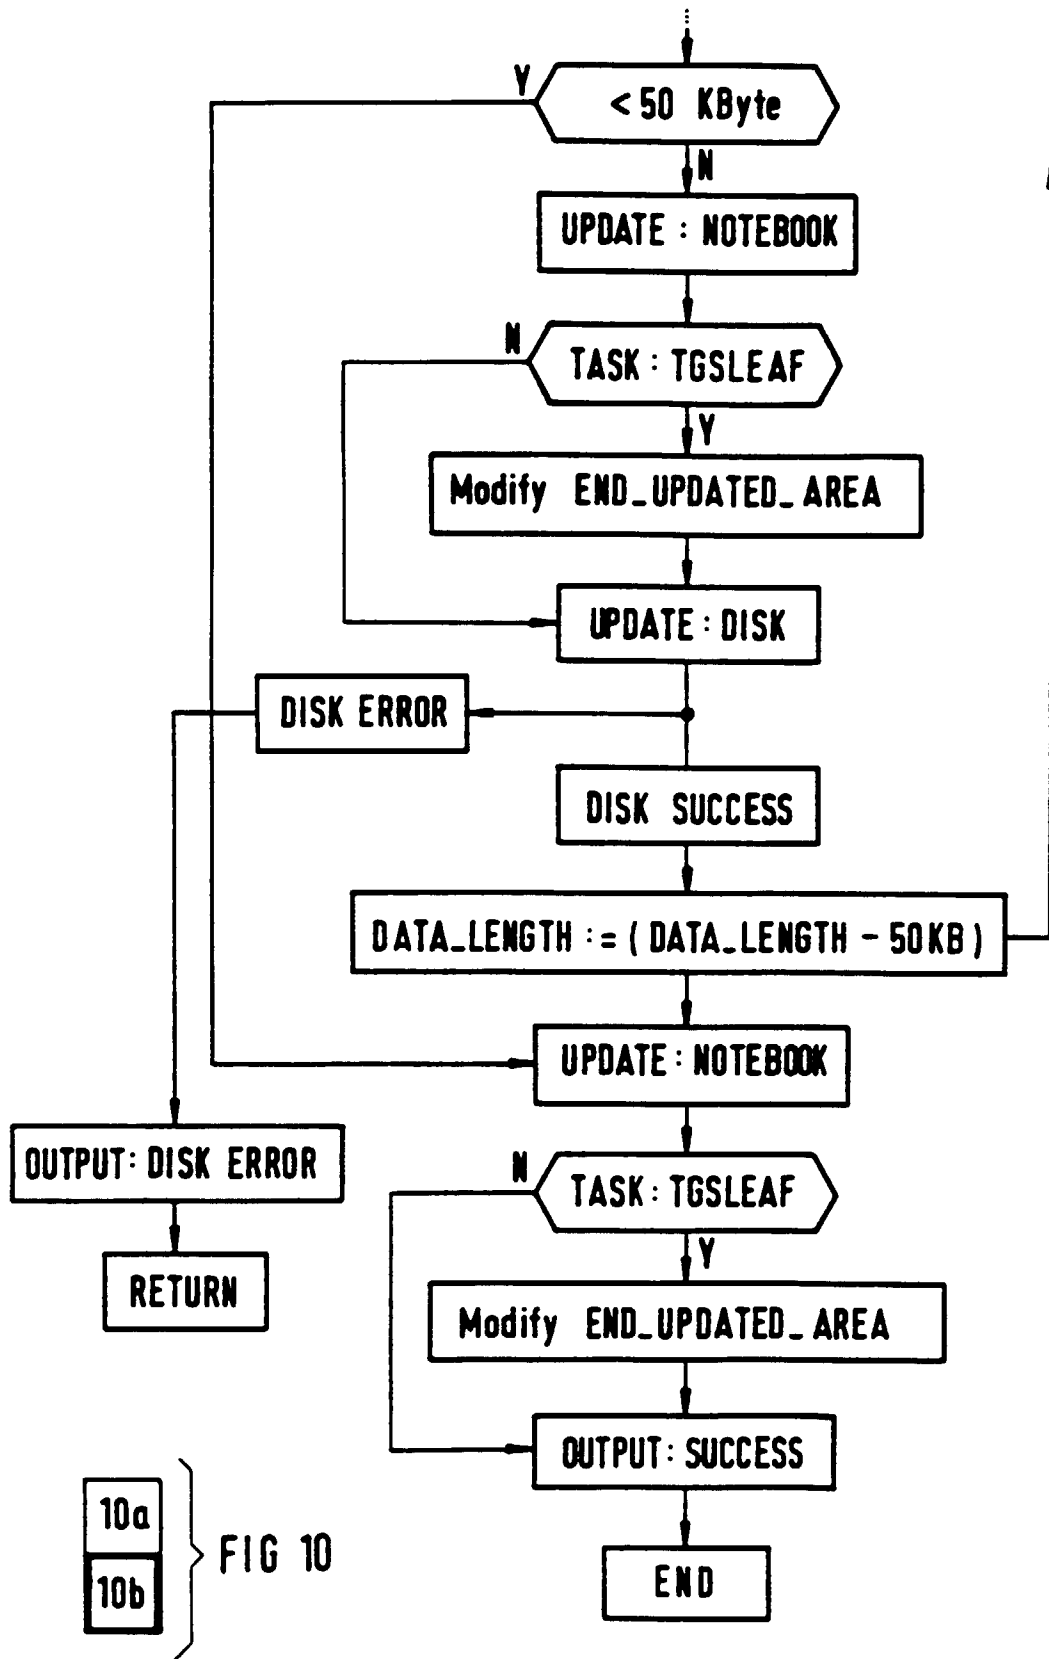 Y
< 50 KByte
N
UPDATE : NOTEBOOK
N
TASK : TGSLEAF
Y
Modify END_UPDATED_AREA
UPDATE : DISK
DISK ERROR
DISK SUCCESS
DATA_LENGTH := (DATA_LENGTH - 50KB)
UPDATE : NOTEBOOK
OUTPUT: DISK ERROR
N
TASK : TGSLEAF
Y
RETURN
Modify END_UPDATED_AREA
OUTPUT: SUCCESS
10a
10b
FIG 10
END